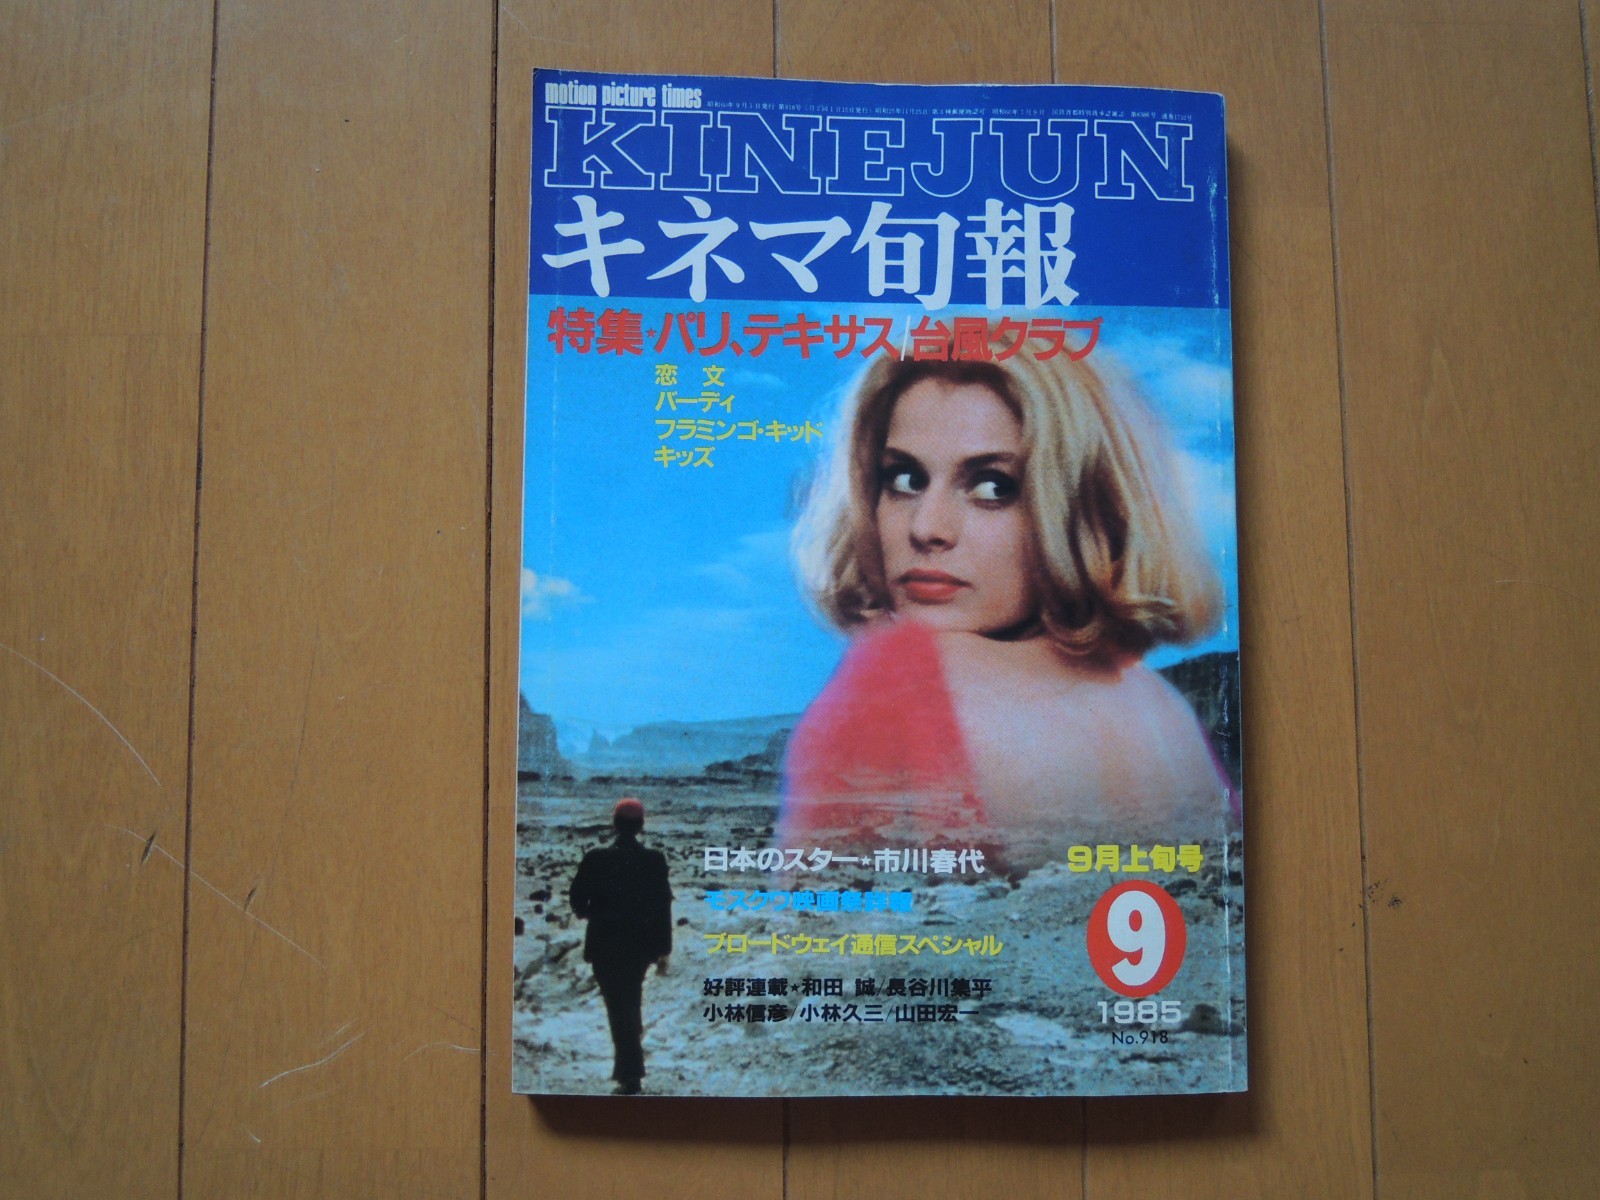 motion picture times
KINEJUN
キネマ旬報
特集★パリ、テキサス/台風クラブ
恋文
バーディ
フラミンゴ・キッド
キッズ
日本のスター★市川春代
9月上旬号
モスクワ映画祭詳報
9
ブロードウェイ通信スペシャル
1985
好評連載★和田 誠/長谷川集平
小林信彦/小林久三/山田宏一
No.918